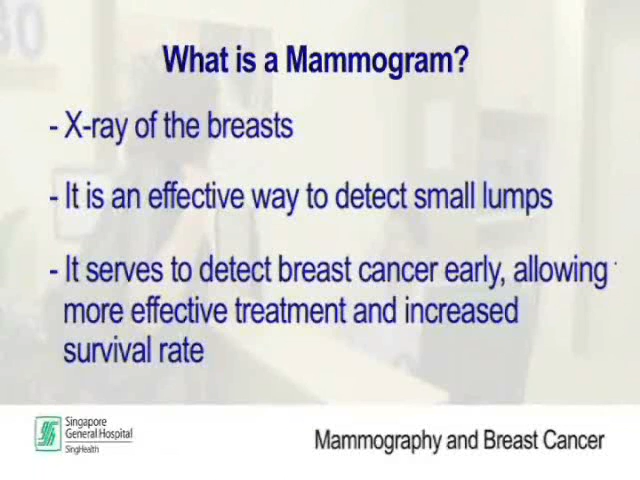 What is a Mammogram?
- X-ray of the breasts
- It is an effective way to detect small lumps
- It serves to detect breast cancer early, allowing
more effective treatment and increased
survival rate
Singapore
General Hospital
SingHealth
Mammography and Breast Cancer